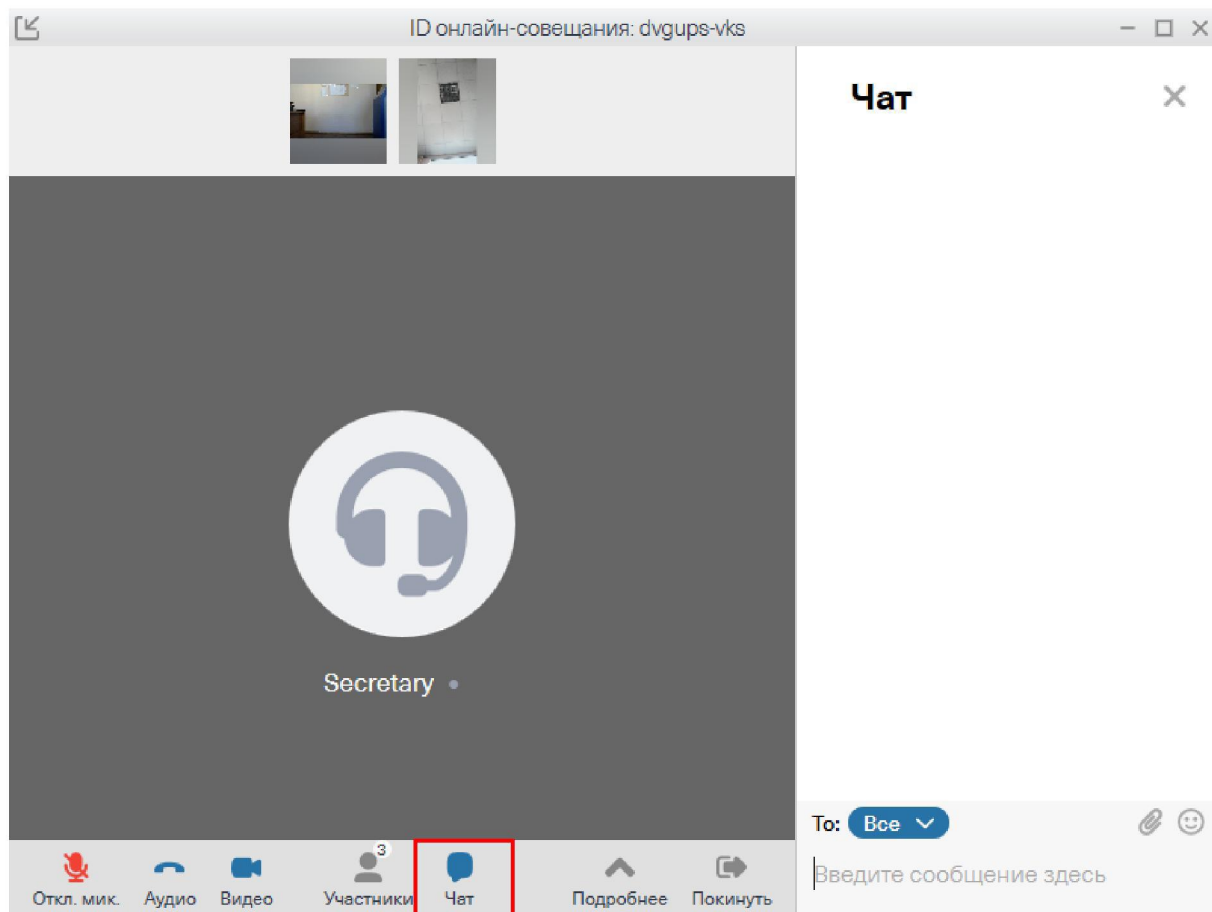 ID онлайн-совещания: dvgups-vks
Чат
Secretary
To: Все
Введите сообщение здесь
3
Откл. мик. Аудио Видео Участники Чат Подробнее Покинуть